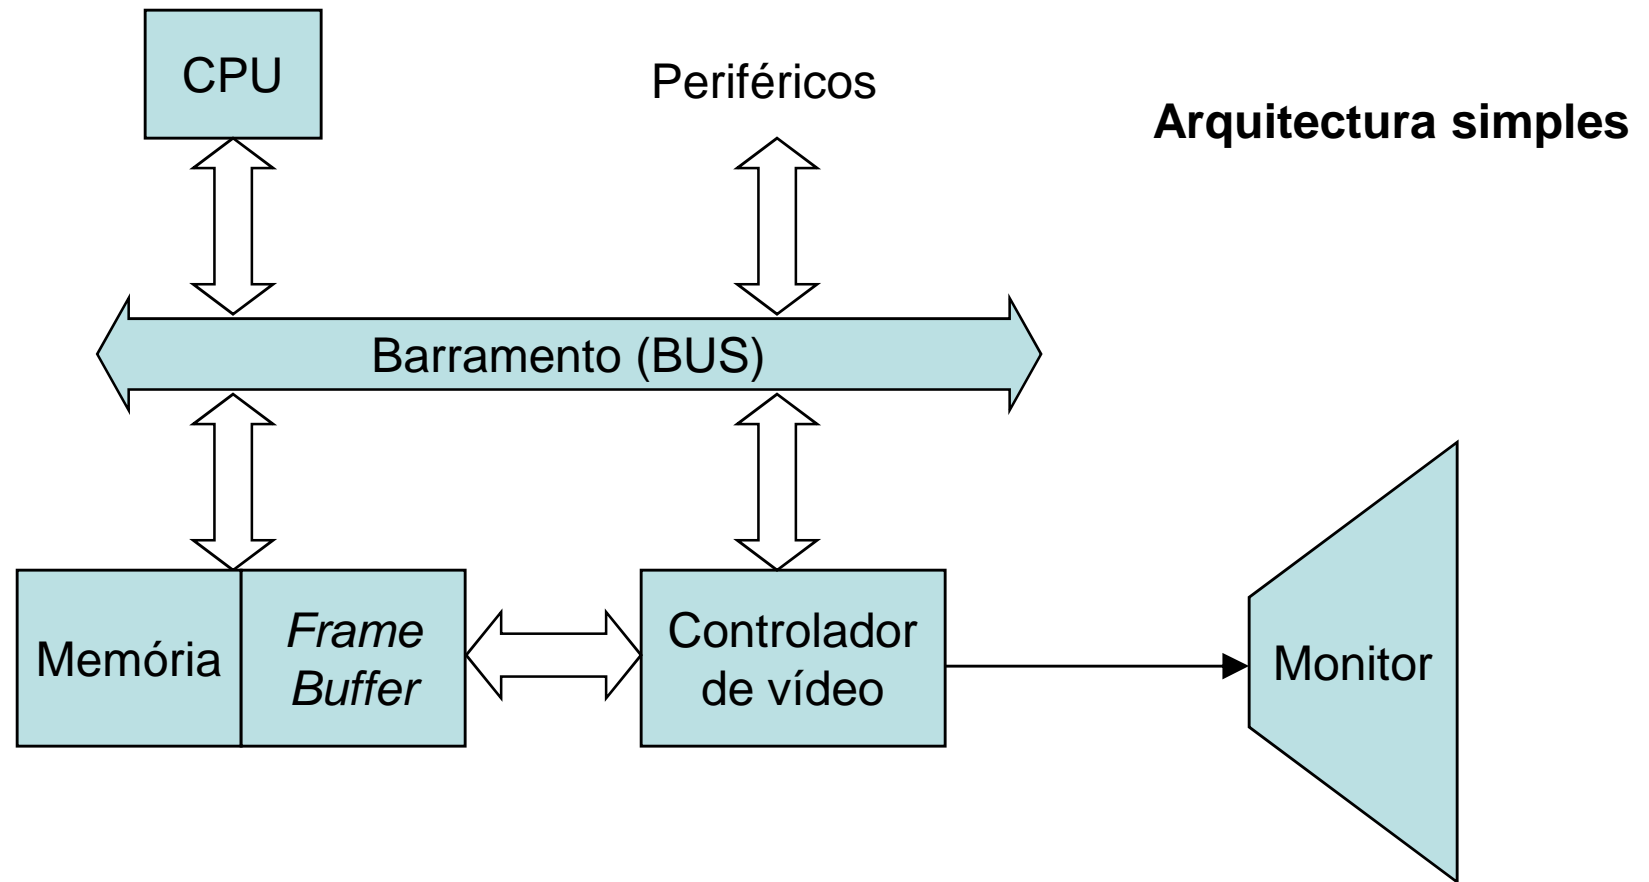 CPU
Periféricos
Arquitectura simples
Barramento (BUS)
Memória
Frame
Buffer
Controlador
de vídeo
Monitor